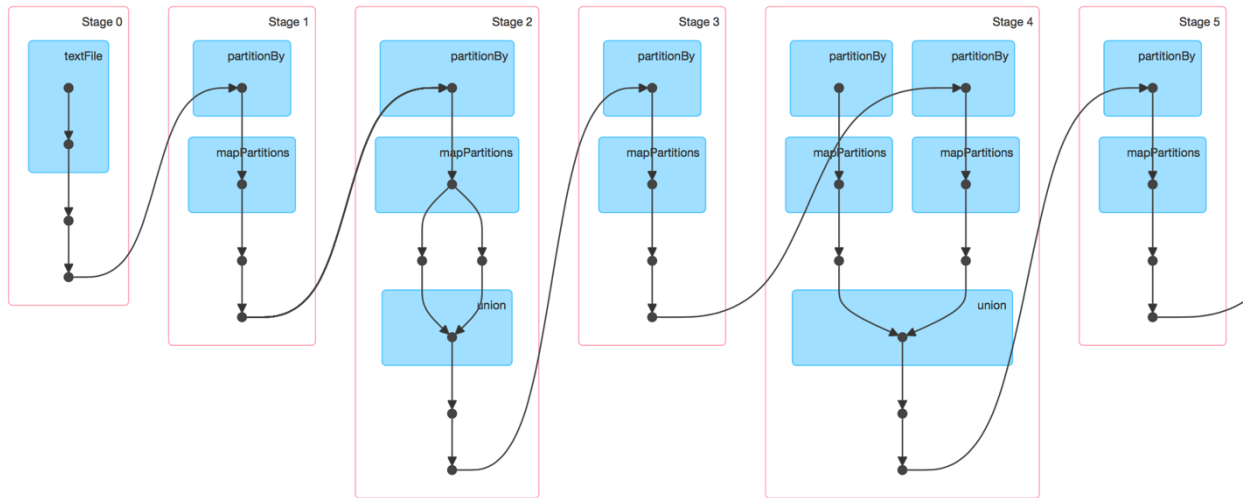 Stage 0
textFile
Stage 1
partitionBy
mapPartitions
Stage 2
partitionBy
mapPartitions
union
Stage 3
partitionBy
mapPartitions
Stage 4
partitionBy
partitionBy
mapPartitions
mapPartitions
union
Stage 5
partitionBy
mapPartitions